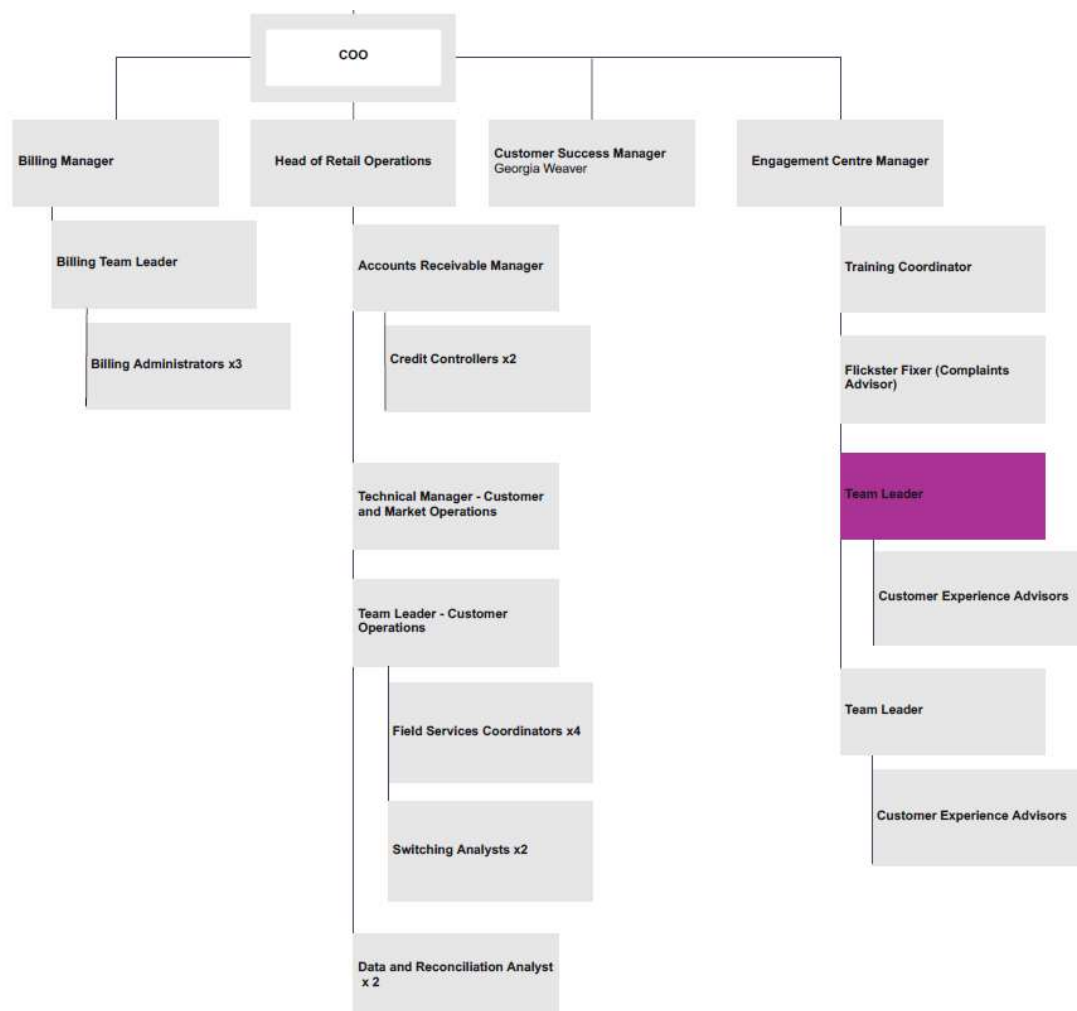 COO
Billing Manager
Head of Retail Operations
Customer Success Manager
Georgia Weaver
Engagement Centre Manager
Billing Team Leader
Billing Administrators x3
Accounts Receivable Manager
Credit Controllers x2
Technical Manager - Customer
and Market Operations
Team Leader - Customer
Operations
Field Services Coordinators x4
Switching Analysts x2
Data and Reconciliation Analyst
x 2
Training Coordinator
Flickster Fixer (Complaints
Advisor)
Team Leader
Customer Experience Advisors
Team Leader
Customer Experience Advisors